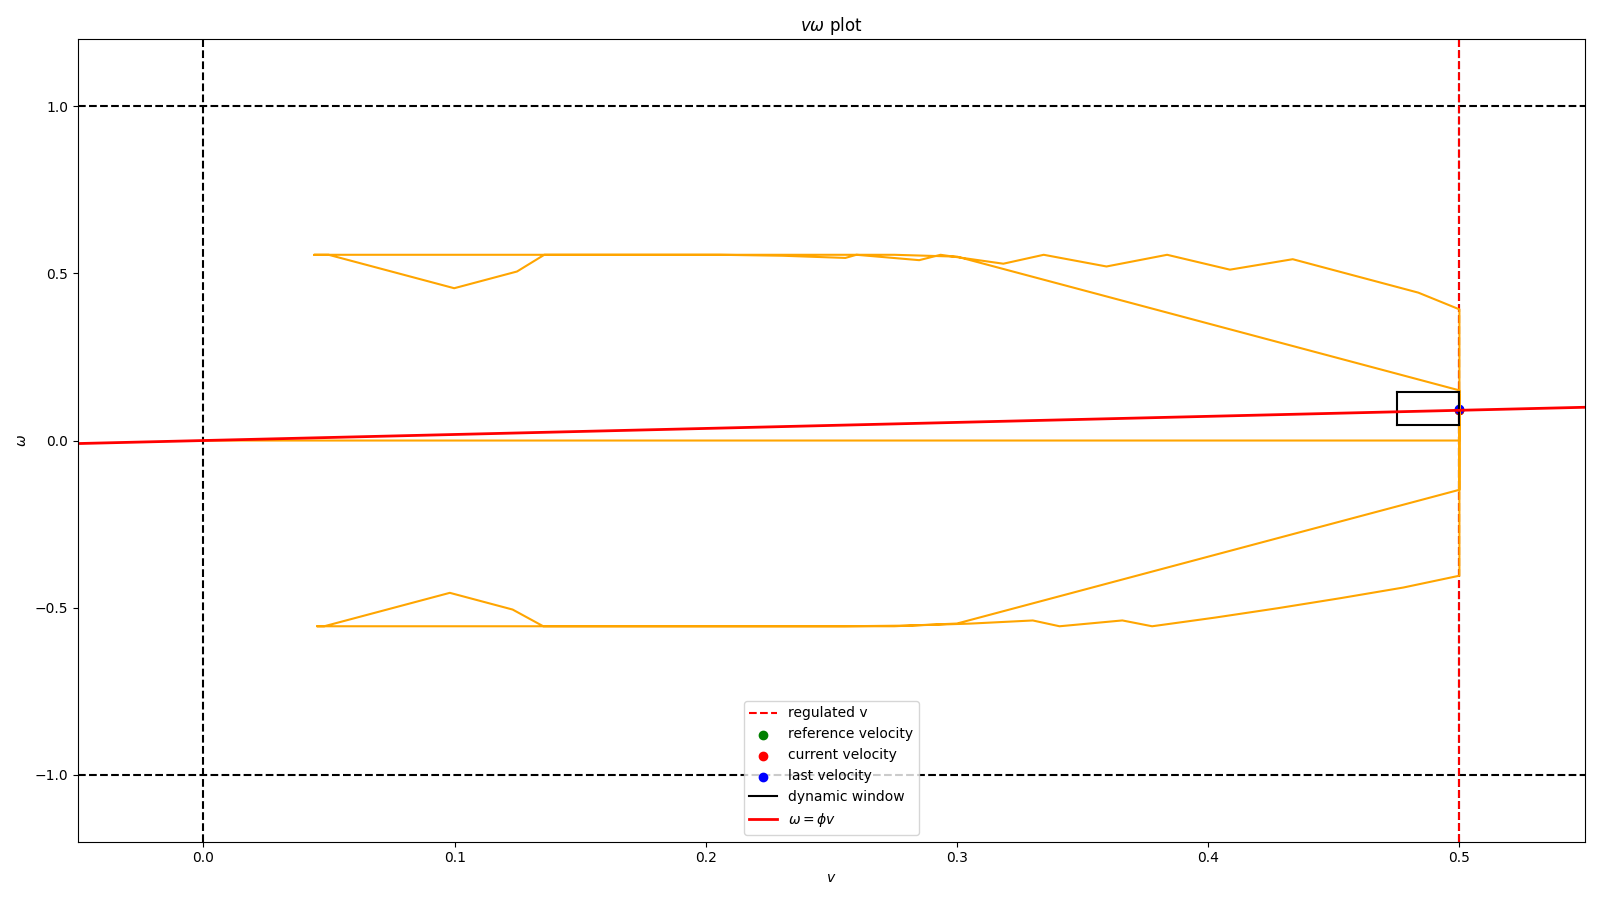 vω plot
1.0
0.5
0.0
−0.5
−1.0
ω
0.0 0.1 0.2 0.3 0.4 0.5
v
regulated v
reference velocity
current velocity
last velocity
dynamic window
ω = ϕv